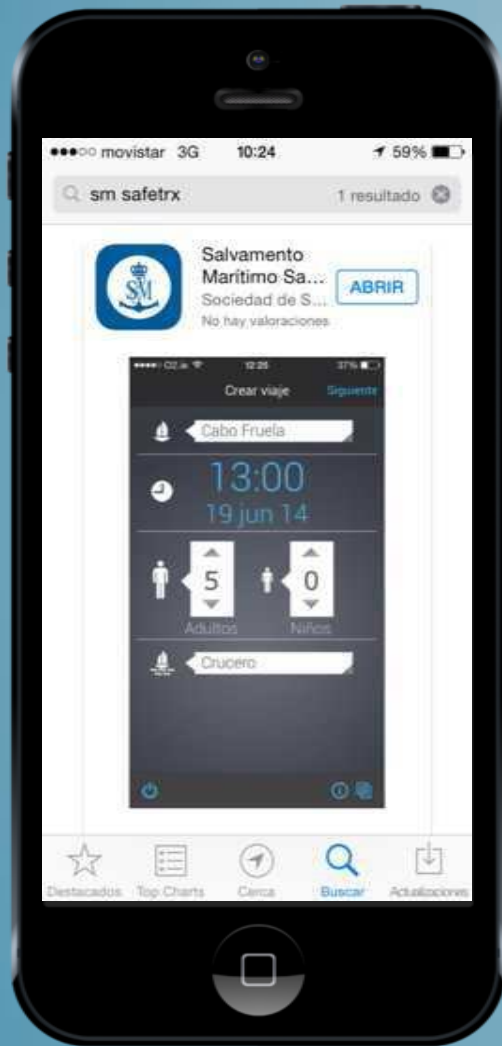 movistar 3G 10:24 59%
sm safetrx 1 resultado
SM
Salvamento
Marítimo Sa...
Sociedad de S...
ABRIR
No hay valoraciones
12:25 37%
Crear viaje Siguiente
Cabo Fruela
13:00
19 jun 14
5 0
Adultos Niños
Crucero
Destacados Top Charts Cerca Buscar Actualizaciones